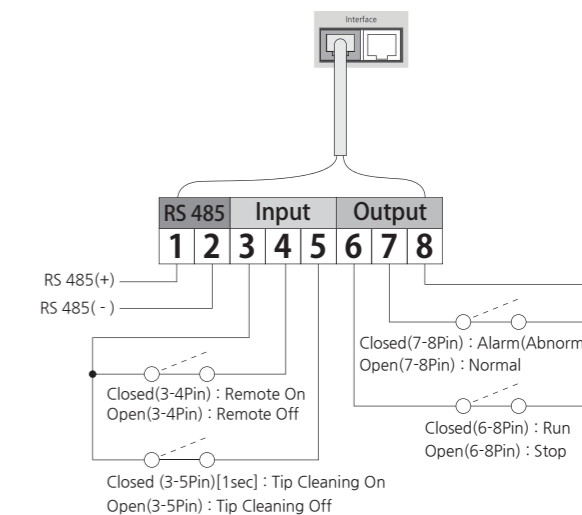 Interface
RS 485 Input Output
1 2 3 4 5 6 7 8
RS 485(+)
RS 485( - )
Closed(7-8Pin) : Alarm(Abnorm
Open(7-8Pin) : Normal
Closed(3-4Pin) : Remote On
Open(3-4Pin) : Remote Off
Closed(6-8Pin) : Run
Open(6-8Pin) : Stop
Closed (3-5Pin)[1sec] : Tip Cleaning On
Open(3-5Pin) : Tip Cleaning Off